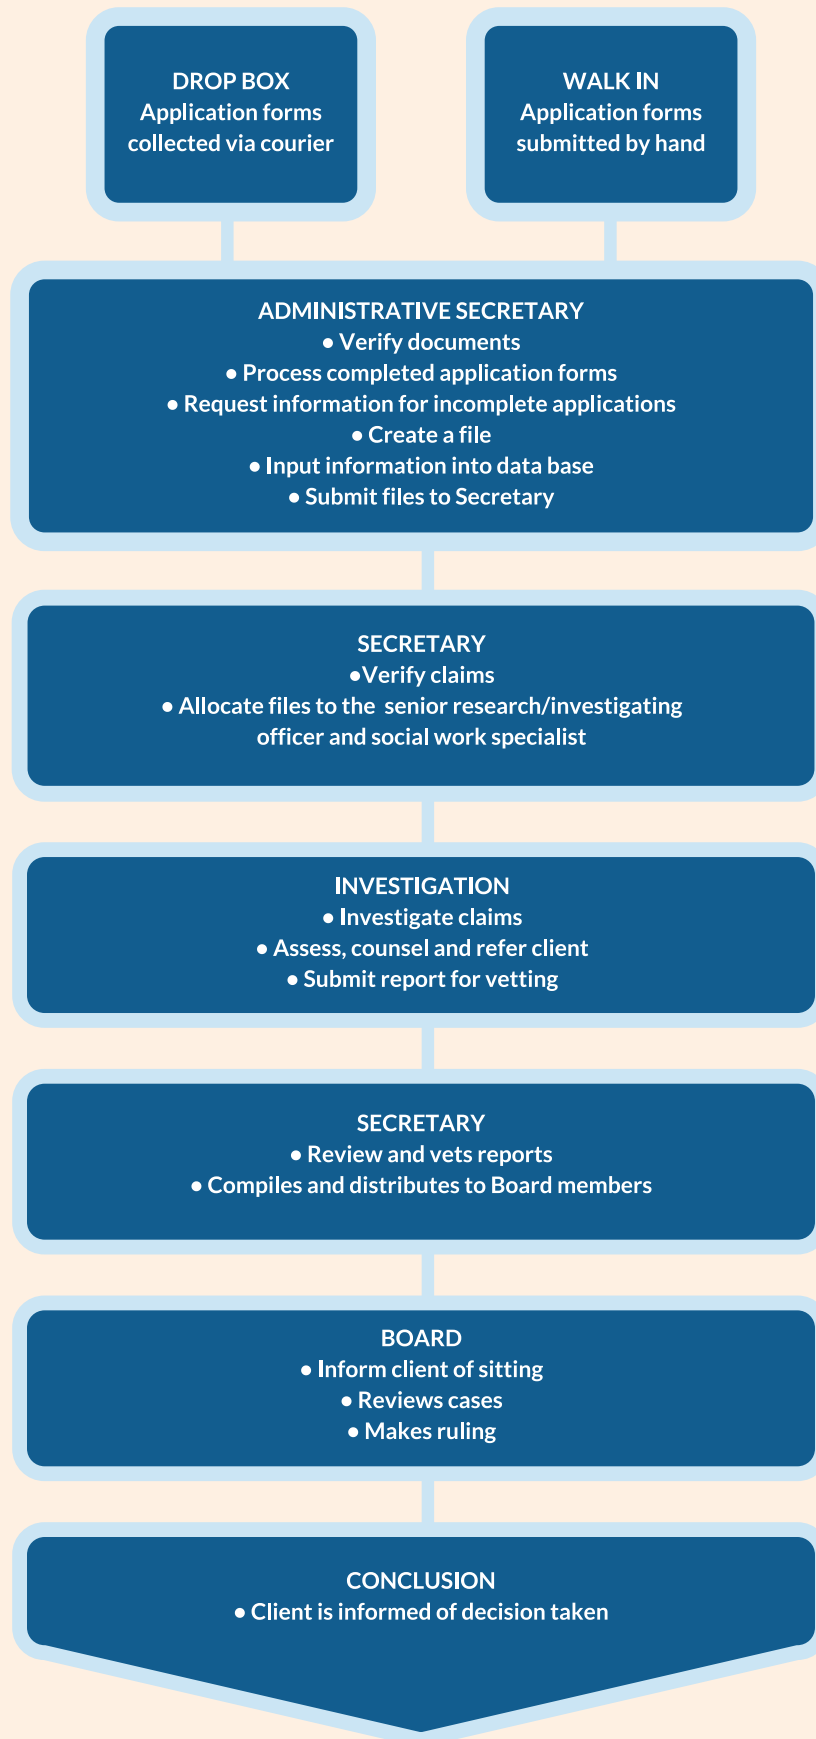 DROP BOX
Application forms
collected via courier
WALK IN
Application forms
submitted by hand
ADMINISTRATIVE SECRETARY
● Verify documents
● Process completed application forms
● Request information for incomplete applications
● Create a file
● Input information into data base
● Submit files to Secretary
SECRETARY
●Verify claims
● Allocate files to the senior research/investigating
officer and social work specialist
INVESTIGATION
● Investigate claims
● Assess, counsel and refer client
● Submit report for vetting
SECRETARY
● Review and vets reports
● Compiles and distributes to Board members
BOARD
● Inform client of sitting
● Reviews cases
● Makes ruling
CONCLUSION
● Client is informed of decision taken